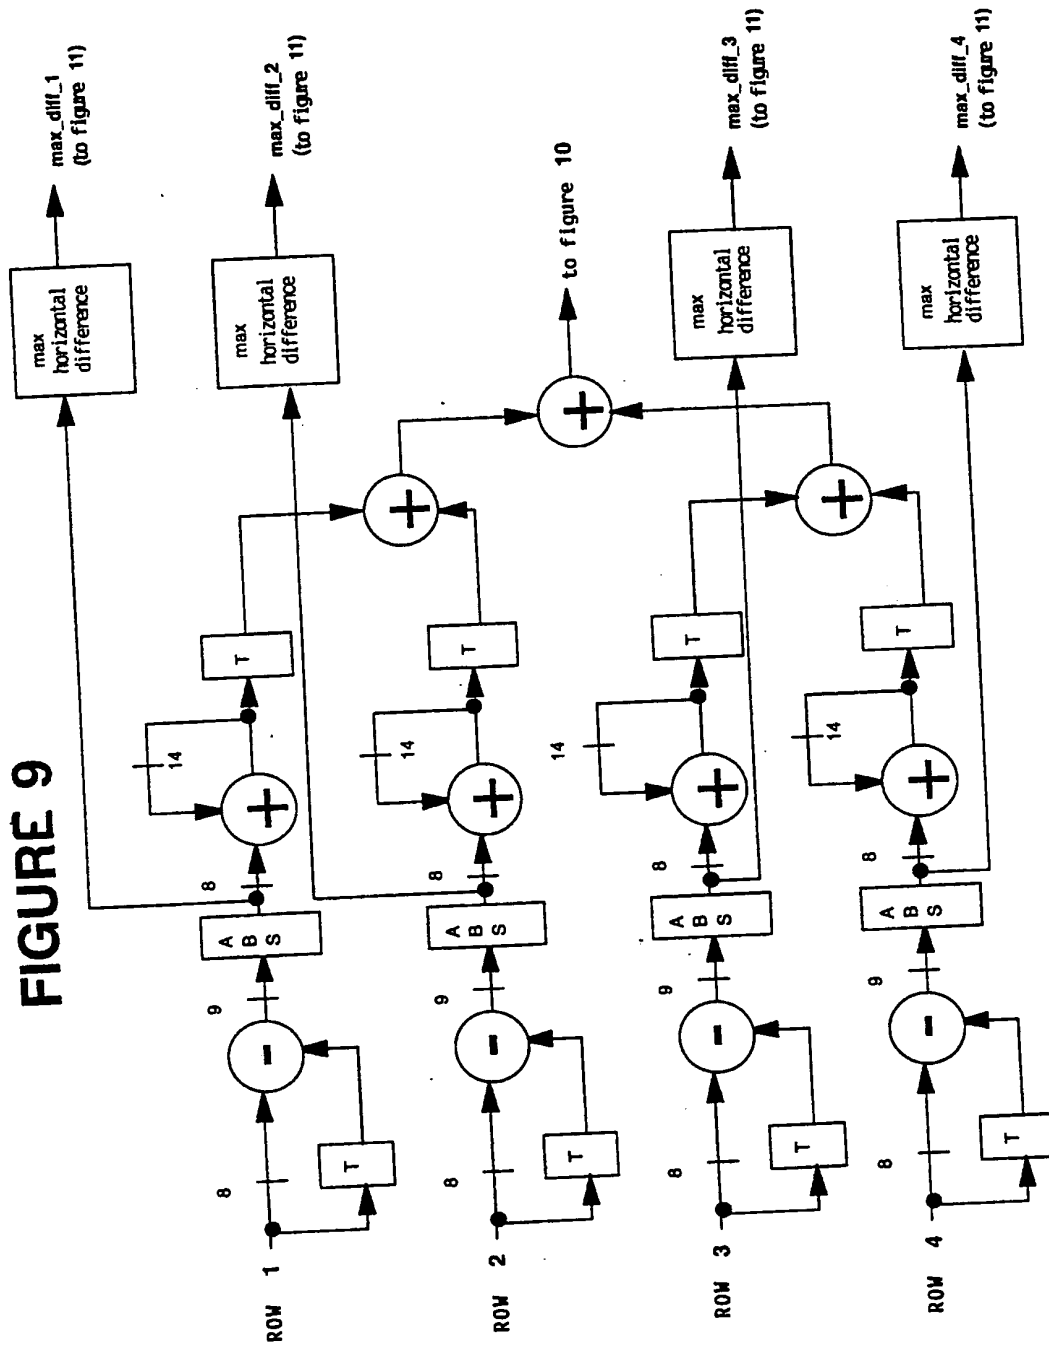 FIGURE 9
ROW 1
8
T
-
9
A
B
S
8
+
14
T
max
horizontal
difference
max_diff_1
(to figure 11)
ROW 2
8
T
-
9
A
B
S
8
+
14
T
+
max
horizontal
difference
max_diff_2
(to figure 11)
+
to figure 10
ROW 3
8
T
-
9
A
B
S
8
+
14
T
max
horizontal
difference
max_diff_3
(to figure 11)
ROW 4
8
T
-
9
A
B
S
8
+
14
T
+
max
horizontal
difference
max_diff_4
(to figure 11)